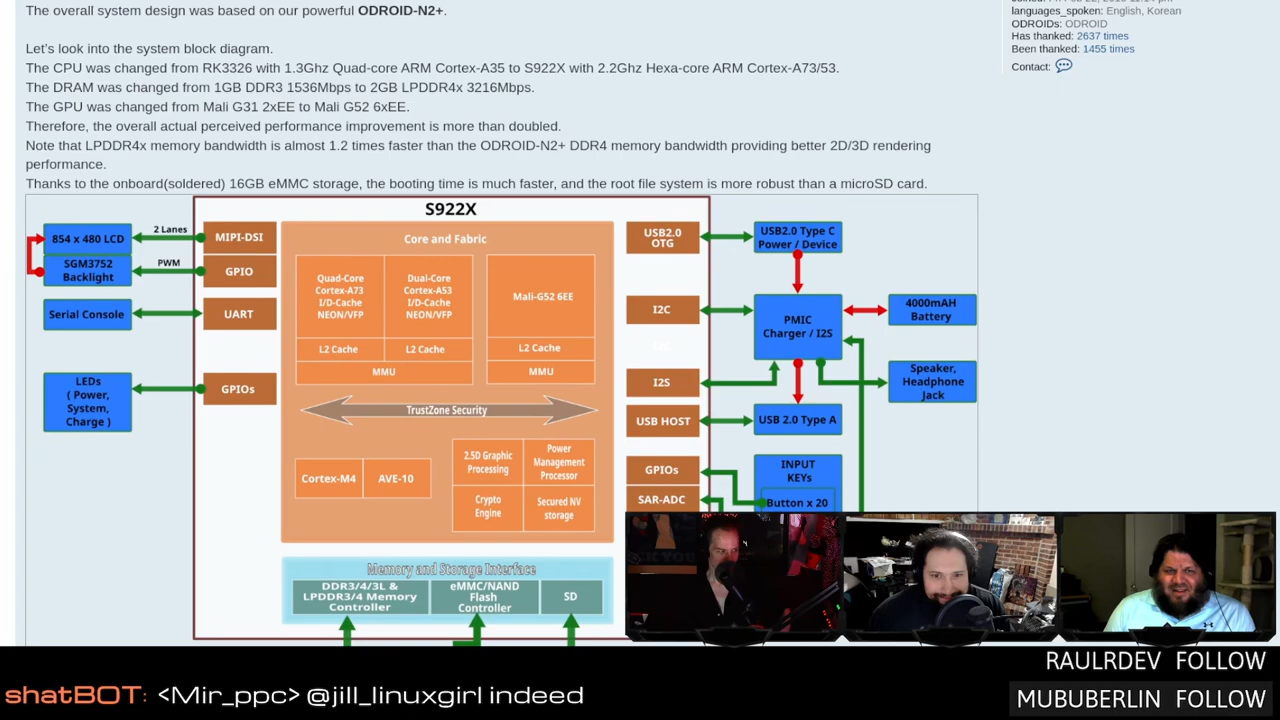 The overall system design was based on our powerful ODROID-N2+.
languages_spoken: English, Korean
ODROIDs: ODROID
Has thanked: 2637 times
Been thanked: 1455 times
Contact:
Let's look into the system block diagram.
The CPU was changed from RK3326 with 1.3Ghz Quad-core ARM Cortex-A35 to S922X with 2.2Ghz Hexa-core ARM Cortex-A73/53.
The DRAM was changed from 1GB DDR3 1536Mbps to 2GB LPDDR4x 3216Mbps.
The GPU was changed from Mali G31 2xEE to Mali G52 6xEE.
Therefore, the overall actual perceived performance improvement is more than doubled.
Note that LPDDR4x memory bandwidth is almost 1.2 times faster than the ODROID-N2+ DDR4 memory bandwidth providing better 2D/3D rendering
performance.
Thanks to the onboard(soldered) 16GB eMMC storage, the booting time is much faster, and the root file system is more robust than a microSD card.
S922X
854 x 480 LCD
2 Lanes
MIPI-DSI
SGM3752
Backlight
PWM
GPIO
Serial Console
UART
LEDs
( Power,
System,
Charge )
GPIOs
Core and Fabric
Quad-Core
Cortex-A73
I/D-Cache
NEON/VFP
Dual-Core
Cortex-A53
I/D-Cache
NEON/VFP
Mali-G52 6EE
L2 Cache
L2 Cache
L2 Cache
MMU
MMU
TrustZone Security
Cortex-M4
AVE-10
2.5D Graphic
Processing
Power
Management
Processor
Crypto
Engine
Secured NV
storage
Memory and Storage Interface
DDR3/4/3L &
LPDDR3/4 Memory
Controller
eMMC/NAND
Flash
Controller
SD
USB2.0
OTG
I2C
I2C
I2S
USB HOST
GPIOs
SAR-ADC
USB2.0 Type C
Power / Device
PMIC
Charger / I2S
4000mAH
Battery
Speaker,
Headphone
Jack
USB 2.0 Type A
INPUT
KEYs
Button x 20
RAULRDEV FOLLOW
MUBUBERLIN FOLLOW
shatBOT: <Mir_ppc> @jill_linuxgirl indeed